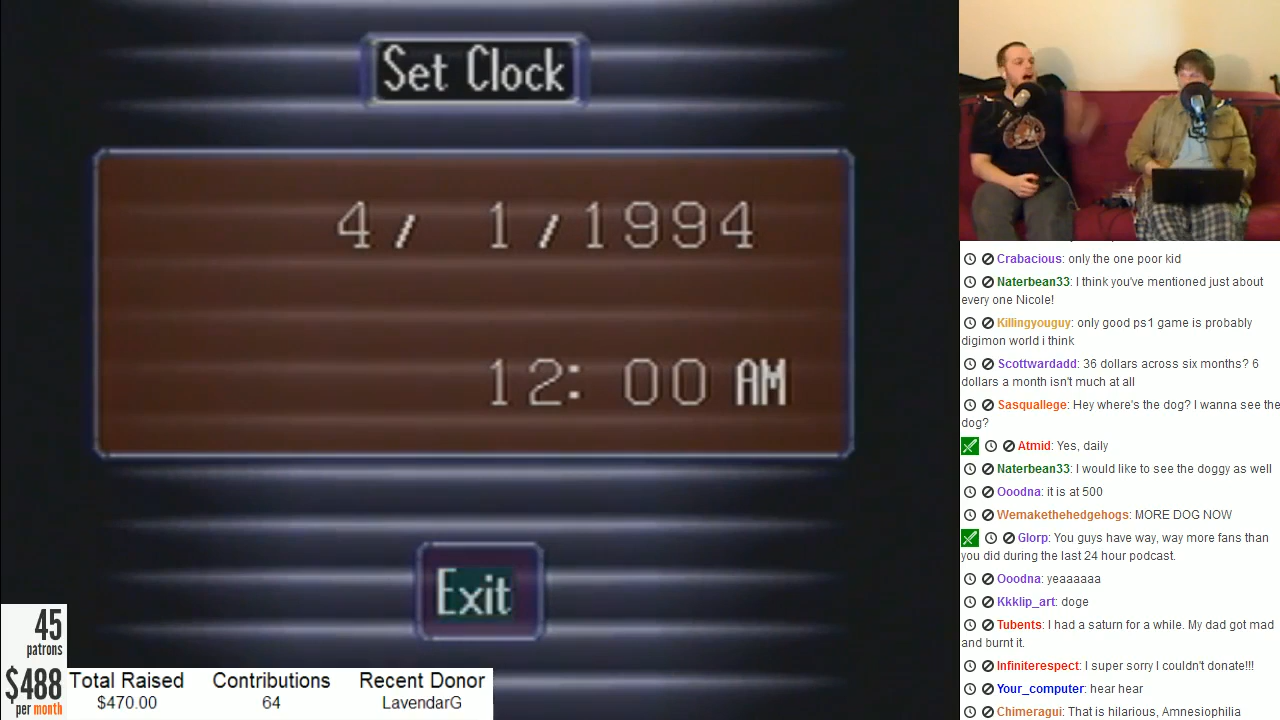 Set Clock
4/ 1/1994
12: 00 AM
Exit
45
patrons
$488
per month
Total Raised Contributions Recent Donor
$470.00 64 LavendarG
Crabacious: only the one poor kid
Naterbean33: I think you've mentioned just about
every one Nicole!
Killingyouguy: only good ps1 game is probably
digimon world i think
Scottwardadd: 36 dollars across six months? 6
dollars a month isn't much at all
Sasquallege: Hey where's the dog? I wanna see the
dog?
Atmid: Yes, daily
Naterbean33: I would like to see the doggy as well
Ooodna: it is at 500
Wemakethehedgehogs: MORE DOG NOW
Glorp: You guys have way, way more fans than
you did during the last 24 hour podcast.
Ooodna: yeaaaaaa
Kkklip_art: doge
Tubents: I had a saturn for a while. My dad got mad
and burnt it.
Infiniterespect: I super sorry I couldn't donate!!!
Your_computer: hear hear
Chimeragui: That is hilarious, Amnesiophilia